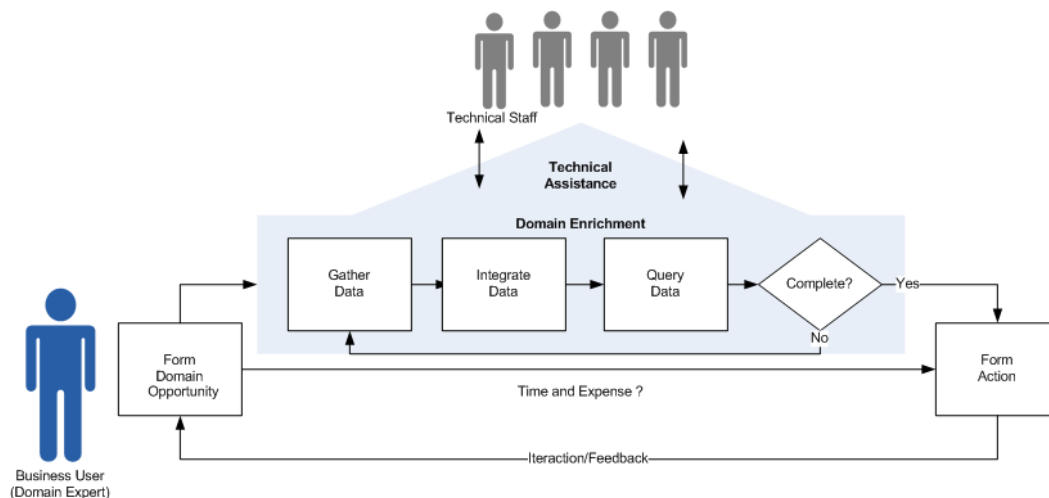 Technical Staff
Technical
Assistance
Domain Enrichment
Gather
Data
Integrate
Data
Query
Data
Complete?
Yes
No
Form
Domain
Opportunity
Time and Expense ?
Form
Action
Iteraction/Feedback
Business User
(Domain Expert)